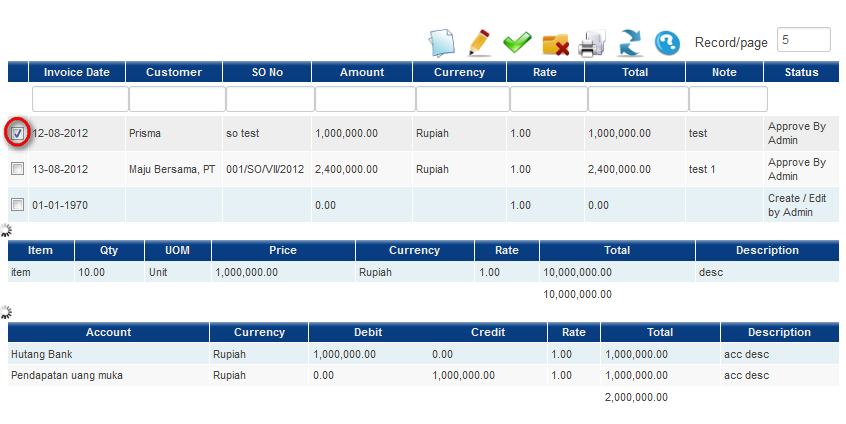 Record/page 5
Invoice Date Customer SO No Amount Currency Rate Total Note Status
12-08-2012 Prisma so test 1,000,000.00 Rupiah 1.00 1,000,000.00 test Approve By Admin
13-08-2012 Maju Bersama, PT 001/SO/VII/2012 2,400,000.00 Rupiah 1.00 2,400,000.00 test 1 Approve By Admin
01-01-1970 0.00 1.00 0.00 Create / Edit by Admin
Item Qty UOM Price Currency Rate Total Description
item 10.00 Unit 1,000,000.00 Rupiah 1.00 10,000,000.00 desc
10,000,000.00
Account Currency Debit Credit Rate Total Description
Hutang Bank Rupiah 1,000,000.00 0.00 1.00 1,000,000.00 acc desc
Pendapatan uang muka Rupiah 0.00 1,000,000.00 1.00 1,000,000.00 acc desc
2,000,000.00